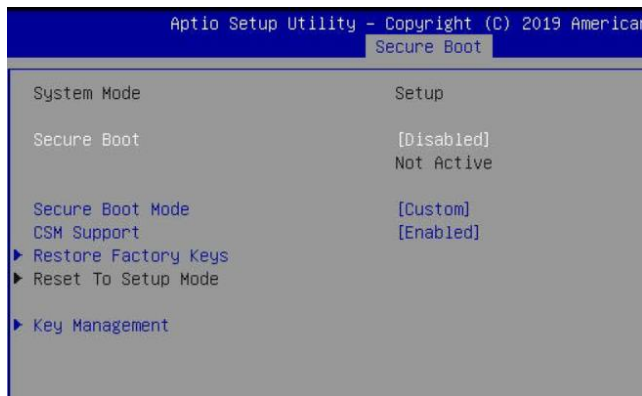 Aptio Setup Utility – Copyright (C) 2019 American
Secure Boot
System Mode Setup
Secure Boot [Disabled]
Not Active
Secure Boot Mode [Custom]
CSM Support [Enabled]
Restore Factory Keys
Reset To Setup Mode
Key Management